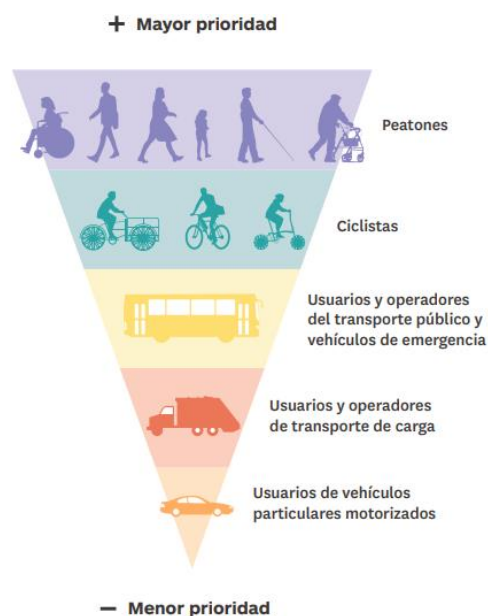 + Mayor prioridad
Peatones
Ciclistas
Usuarios y operadores
del transporte público y
vehículos de emergencia
Usuarios y operadores
de transporte de carga
Usuarios de vehículos
particulares motorizados
− Menor prioridad